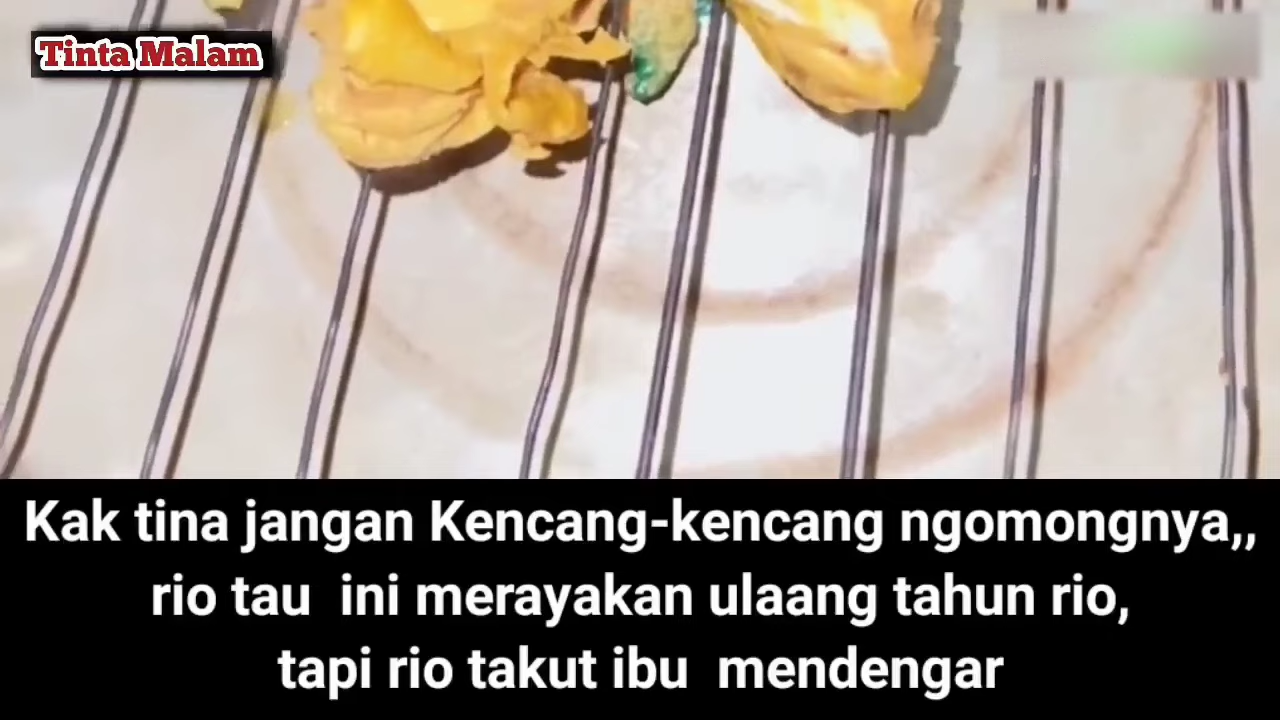 Tinta Malam
Kak tina jangan Kencang-kencang ngomongnya,,
rio tau  ini merayakan ulaang tahun rio,
tapi rio takut ibu  mendengar